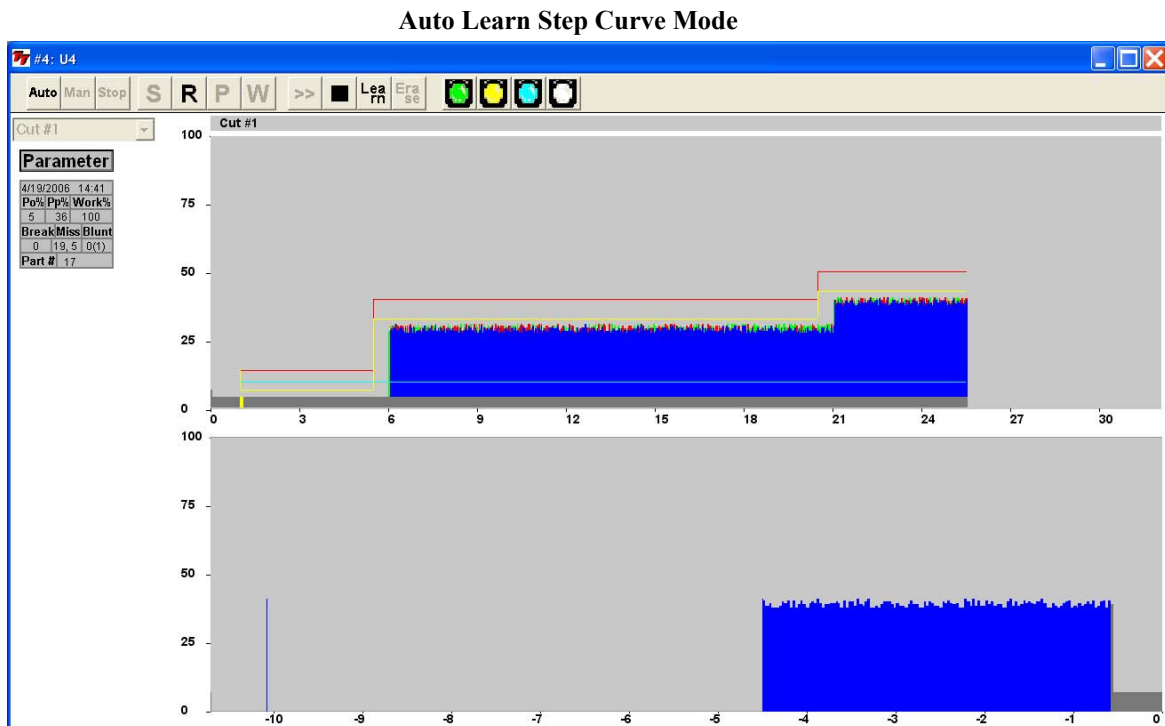 Auto Learn Step Curve Mode
#4: U4
Auto Man Stop S R P W >> Lea
rn Era
se
Cut #1
Cut #1
Parameter
4/19/2006 14:41
Po% Pp% Work%
5 36 100
Break Miss Blunt
0 19, 5 0(1)
Part # 17
100
75
50
25
0
0 3 6 9 12 15 18 21 24 27 30
100
75
50
25
0
-10 -9 -8 -7 -6 -5 -4 -3 -2 -1 0